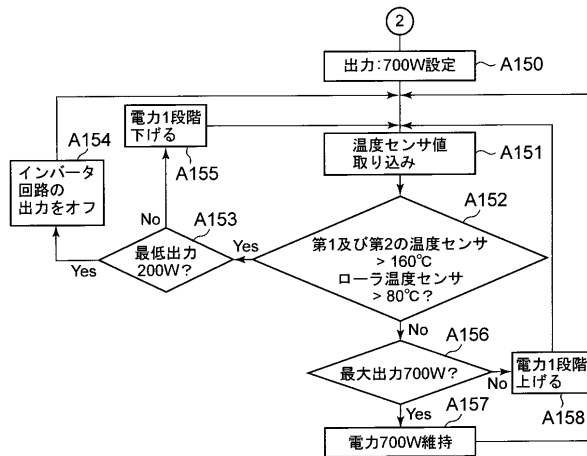 2
出力:700W設定
A150
電力1段階
下げる
A155
A154
インバータ
回路の
出力をオフ
温度センサ値
取り込み
A151
A152
第1及び第2の温度センサ
> 160℃
ローラ温度センサ
> 80℃?
No
A153
Yes
最低出力
200W?
Yes
No
A156
最大出力700W?
No
電力1段階
上げる
A158
Yes
A157
電力700W維持